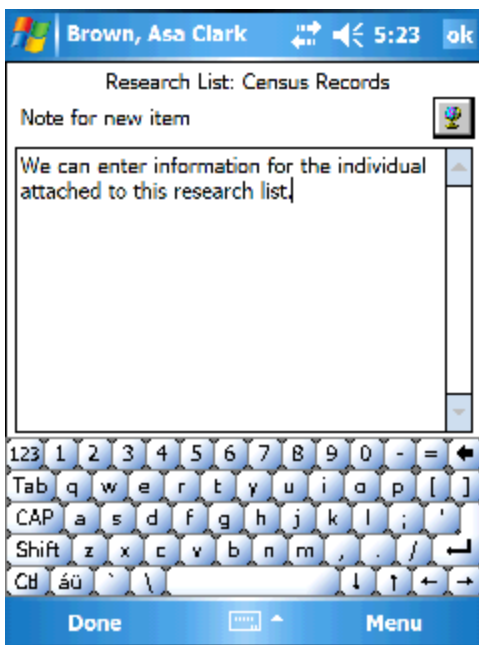 Brown, Asa Clark 5:23 ok
Research List: Census Records
Note for new item
We can enter information for the individual
attached to this research list.
123 1 2 3 4 5 6 7 8 9 0 - =
Tab q w e r t y u i o p [ ]
CAP a s d f g h j k l ; '
Shift z x c v b n m , . /
Ctl áü ` \
Done Menu